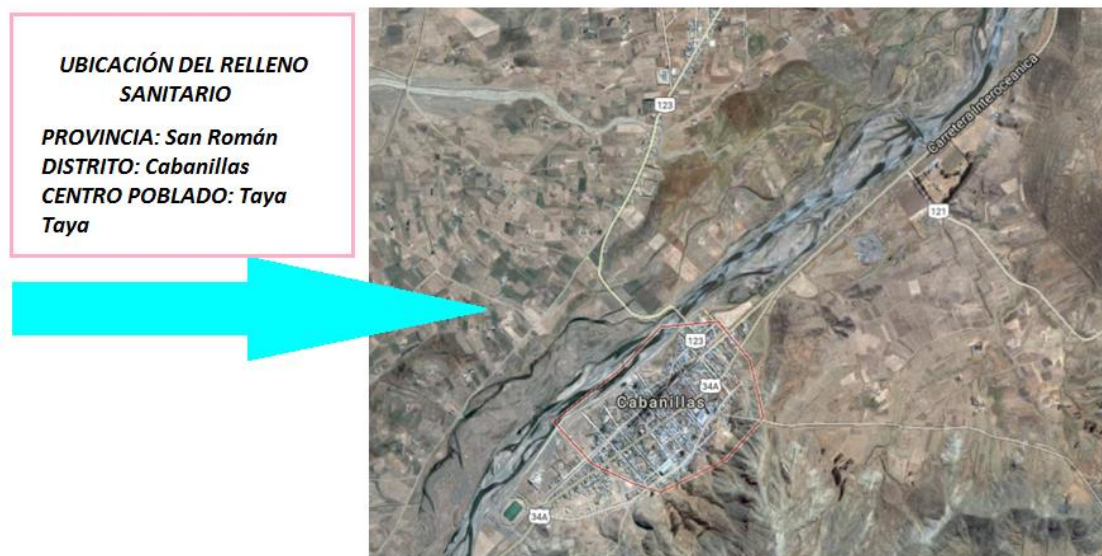 UBICACIÓN DEL RELLENO
SANITARIO
PROVINCIA: San Román
DISTRITO: Cabanillas
CENTRO POBLADO: Taya
Taya
123
Carretera Interoceánica
121
123
34A
Cabanillas
34A